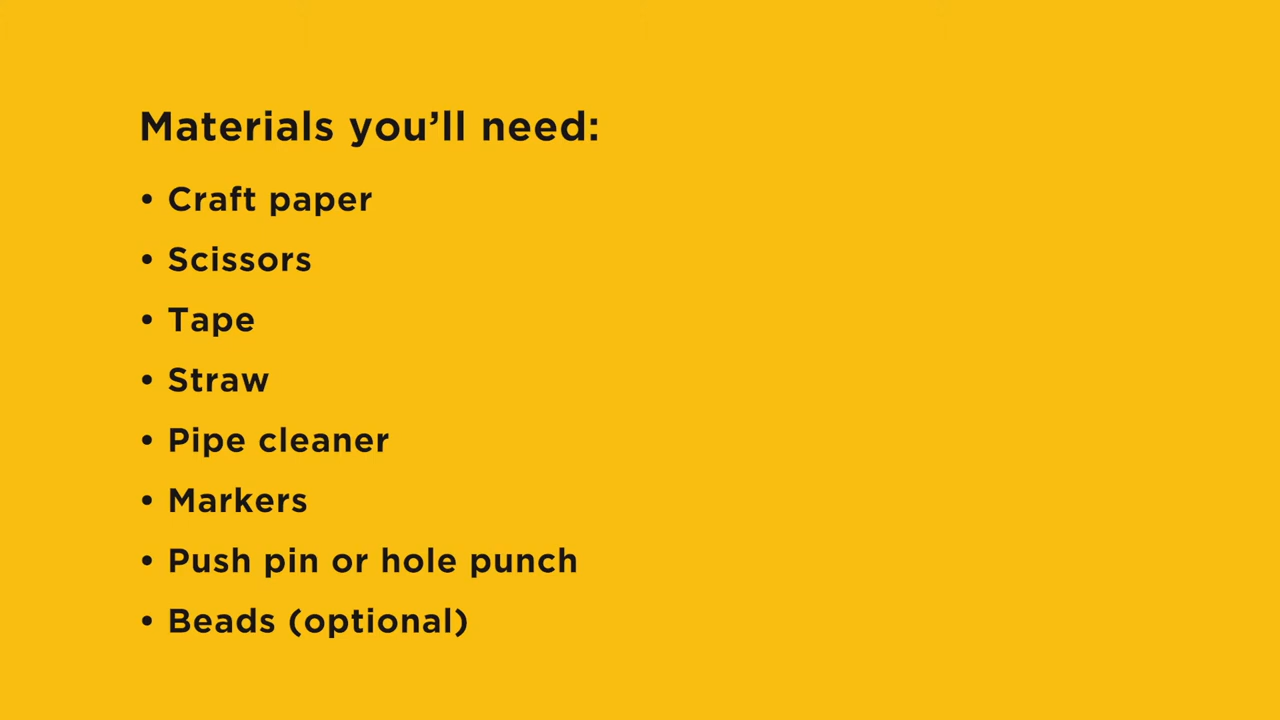 Materials you’ll need:
• Craft paper
• Scissors
• Tape
• Straw
• Pipe cleaner
• Markers
• Push pin or hole punch
• Beads (optional)